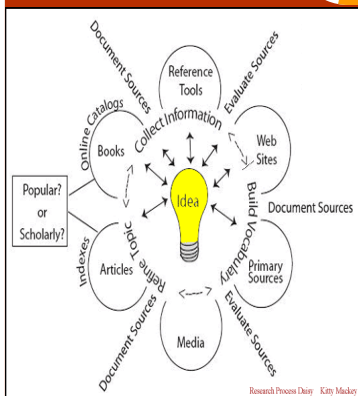 Document Sources
Evaluate Sources
Reference
Tools
Online Catalogs
Collect Information
Books
Web
Sites
Popular?
or
Scholarly?
Idea
Build Vocabulary
Document Sources
Indexes
Articles
Refine Topic
Primary
Sources
Document Sources
Media
Evaluate Sources
Research Process Daisy Kitty Mackey